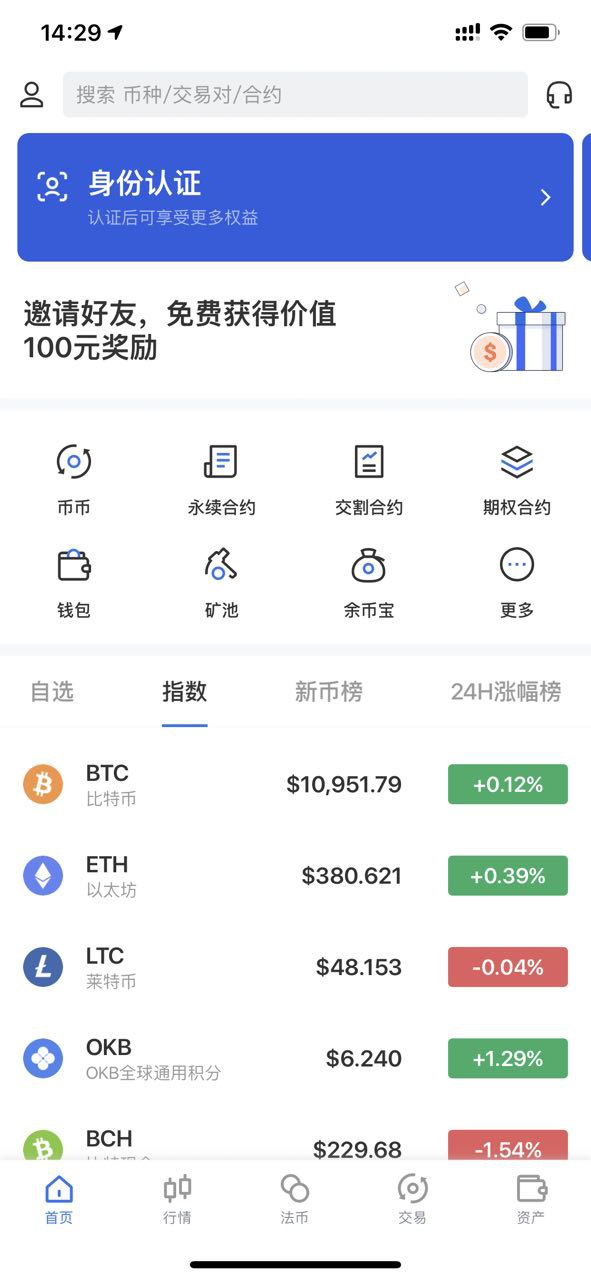 14:29
搜索 币种/交易对/合约
身份认证
认证后可享受更多权益
邀请好友，免费获得价值
100元奖励
币币 永续合约 交割合约 期权合约
钱包 矿池 余币宝 更多
自选 指数 新币榜 24H涨幅榜
BTC $10,951.79 +0.12%
比特币
ETH $380.621 +0.39%
以太坊
LTC $48.153 -0.04%
莱特币
OKB $6.240 +1.29%
OKB全球通用积分
BCH $229.68 -1.54%
首页 行情 法币 交易 资产